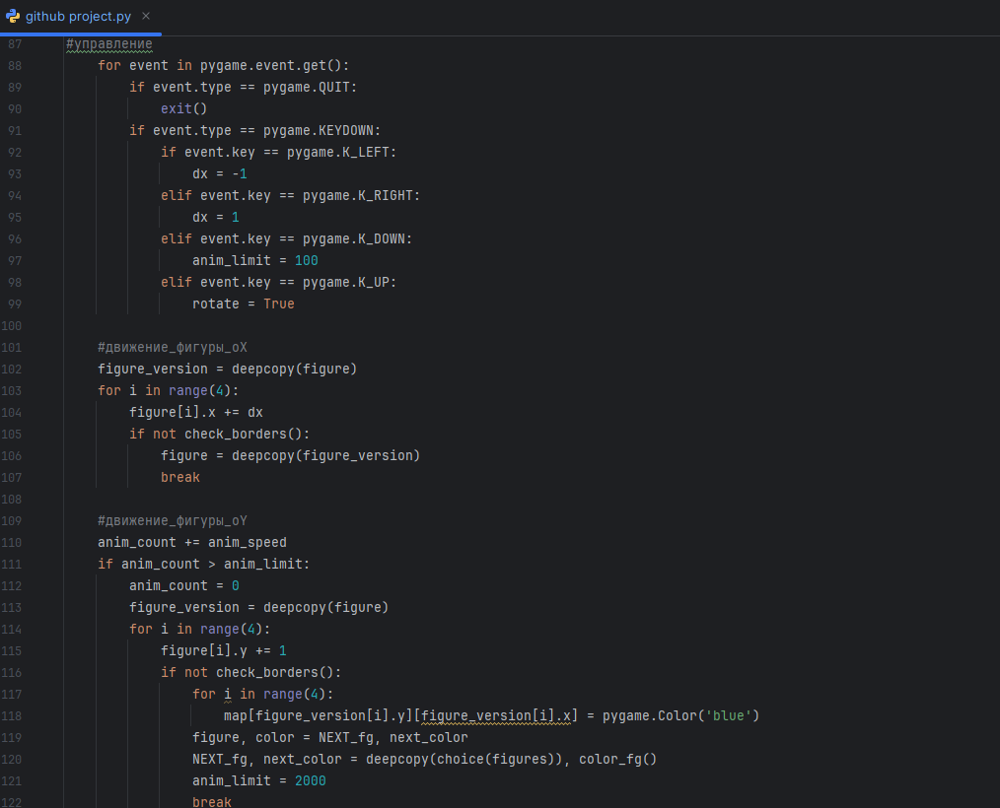 github project.py ×
87 #управление
88 for event in pygame.event.get():
89 if event.type == pygame.QUIT:
90 exit()
91 if event.type == pygame.KEYDOWN:
92 if event.key == pygame.K_LEFT:
93 dx = -1
94 elif event.key == pygame.K_RIGHT:
95 dx = 1
96 elif event.key == pygame.K_DOWN:
97 anim_limit = 100
98 elif event.key == pygame.K_UP:
99 rotate = True
100
101 #движение_фигуры_оХ
102 figure_version = deepcopy(figure)
103 for i in range(4):
104 figure[i].x += dx
105 if not check_borders():
106 figure = deepcopy(figure_version)
107 break
108
109 #движение_фигуры_оY
110 anim_count += anim_speed
111 if anim_count > anim_limit:
112 anim_count = 0
113 figure_version = deepcopy(figure)
114 for i in range(4):
115 figure[i].y += 1
116 if not check_borders():
117 for i in range(4):
118 map[figure_version[i].y][figure_version[i].x] = pygame.Color('blue')
119 figure, color = NEXT_fg, next_color
120 NEXT_fg, next_color = deepcopy(choice(figures)), color_fg()
121 anim_limit = 2000
122 break